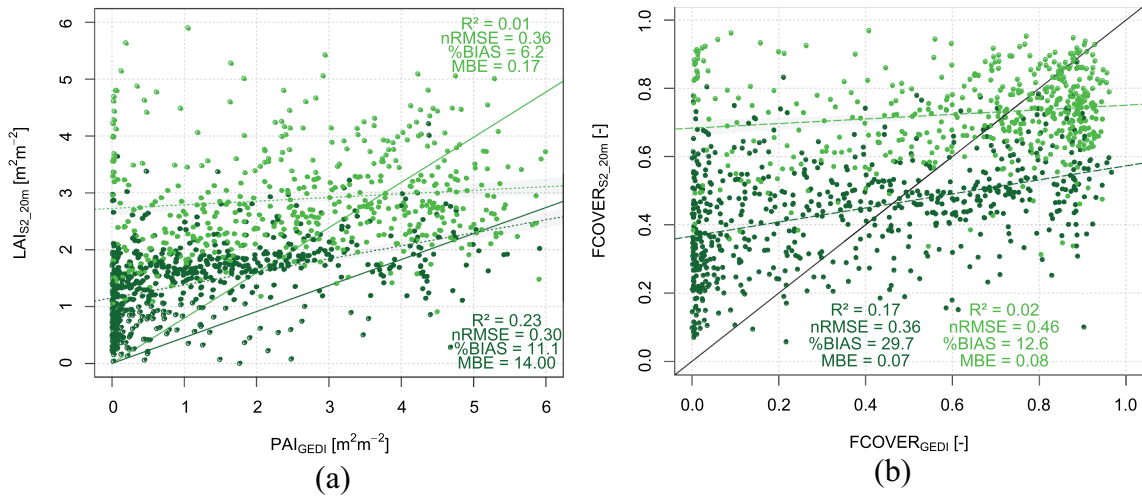 R² = 0.01
nRMSE = 0.36
%BIAS = 6.2
MBE = 0.17
6
5
4
3
2
1
0
LAI_S2_20m [m²m⁻²]
R² = 0.23
nRMSE = 0.30
%BIAS = 11.1
MBE = 14.00
0 1 2 3 4 5 6
PAI_GEDI [m²m⁻²]
(a)
1.0
0.8
0.6
0.4
0.2
0.0
FCOVER_S2_20m [-]
R² = 0.17
nRMSE = 0.36
%BIAS = 29.7
MBE = 0.07
R² = 0.02
nRMSE = 0.46
%BIAS = 12.6
MBE = 0.08
0.0 0.2 0.4 0.6 0.8 1.0
FCOVER_GEDI [-]
(b)